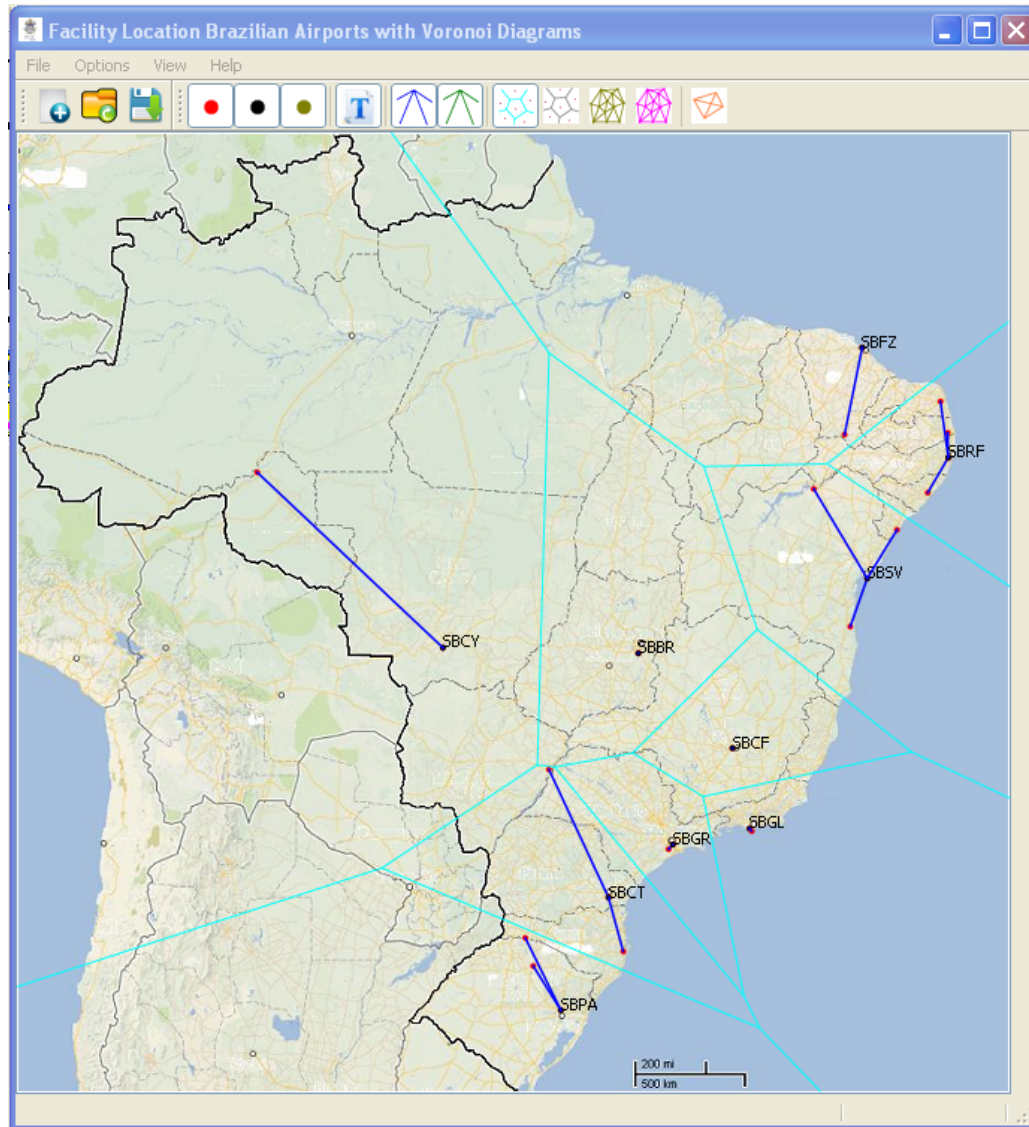 Facility Location Brazilian Airports with Voronoi Diagrams
File Options View Help
T
SBFZ
SBRF
SBSV
SBCY
SBBR
SBCF
SBGL
SBGR
SBCT
SBPA
200 mi
500 km